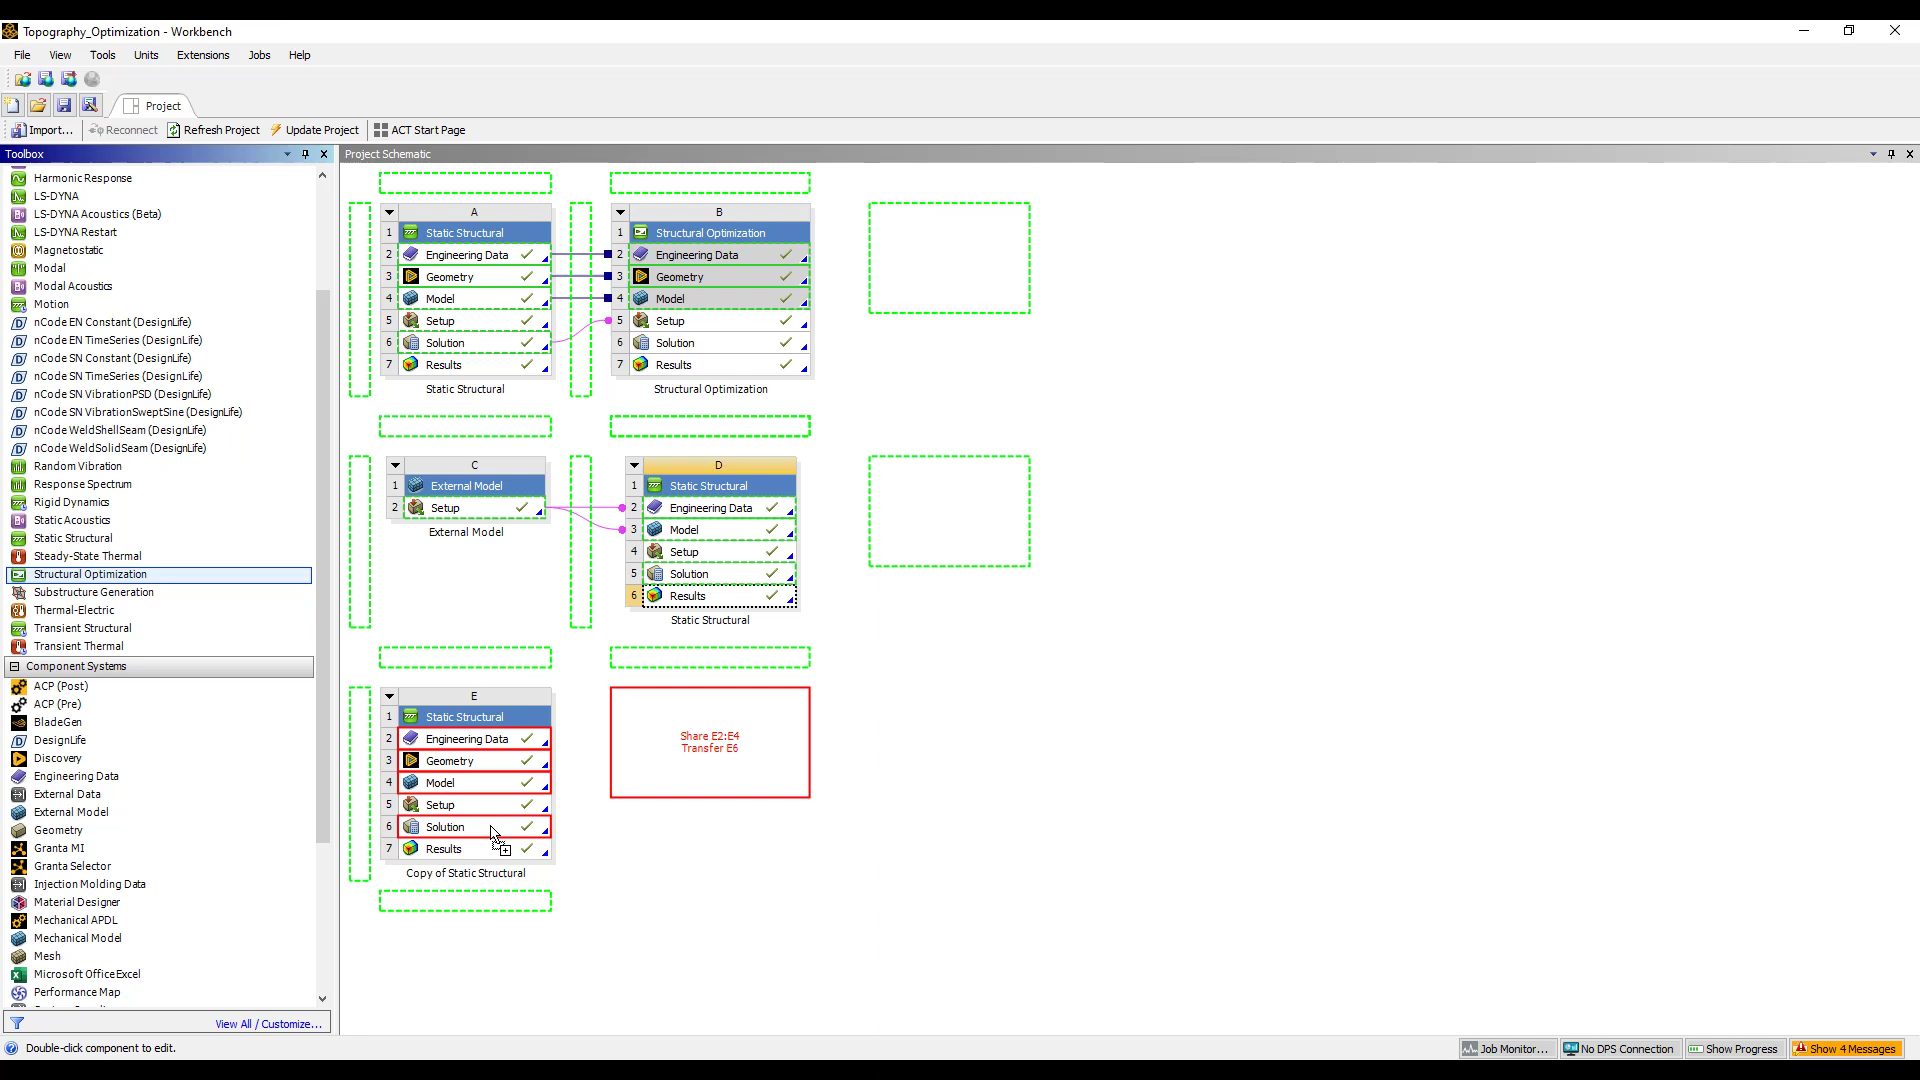 Topography_Optimization - Workbench
File View Tools Units Extensions Jobs Help
Project
Import... Reconnect Refresh Project Update Project ACT Start Page
Toolbox
Harmonic Response
LS-DYNA
LS-DYNA Acoustics (Beta)
LS-DYNA Restart
Magnetostatic
Modal
Modal Acoustics
Motion
nCode EN Constant (DesignLife)
nCode EN TimeSeries (DesignLife)
nCode SN Constant (DesignLife)
nCode SN TimeSeries (DesignLife)
nCode SN VibrationPSD (DesignLife)
nCode SN VibrationSweptSine (DesignLife)
nCode WeldShellSeam (DesignLife)
nCode WeldSolidSeam (DesignLife)
Random Vibration
Response Spectrum
Rigid Dynamics
Static Acoustics
Static Structural
Steady-State Thermal
Structural Optimization
Substructure Generation
Thermal-Electric
Transient Structural
Transient Thermal
Component Systems
ACP (Post)
ACP (Pre)
BladeGen
DesignLife
Discovery
Engineering Data
External Data
External Model
Geometry
Granta MI
Granta Selector
Injection Molding Data
Material Designer
Mechanical APDL
Mechanical Model
Mesh
Microsoft Office Excel
Performance Map
View All / Customize...
Project Schematic
A
1 Static Structural
2 Engineering Data
3 Geometry
4 Model
5 Setup
6 Solution
7 Results
Static Structural
B
1 Structural Optimization
2 Engineering Data
3 Geometry
4 Model
5 Setup
6 Solution
7 Results
Structural Optimization
C
1 External Model
2 Setup
External Model
D
1 Static Structural
2 Engineering Data
3 Model
4 Setup
5 Solution
6 Results
Static Structural
E
1 Static Structural
2 Engineering Data
3 Geometry
4 Model
5 Setup
6 Solution
7 Results
Copy of Static Structural
Share E2:E4
Transfer E6
Double-click component to edit.
Job Monitor... No DPS Connection Show Progress Show 4 Messages